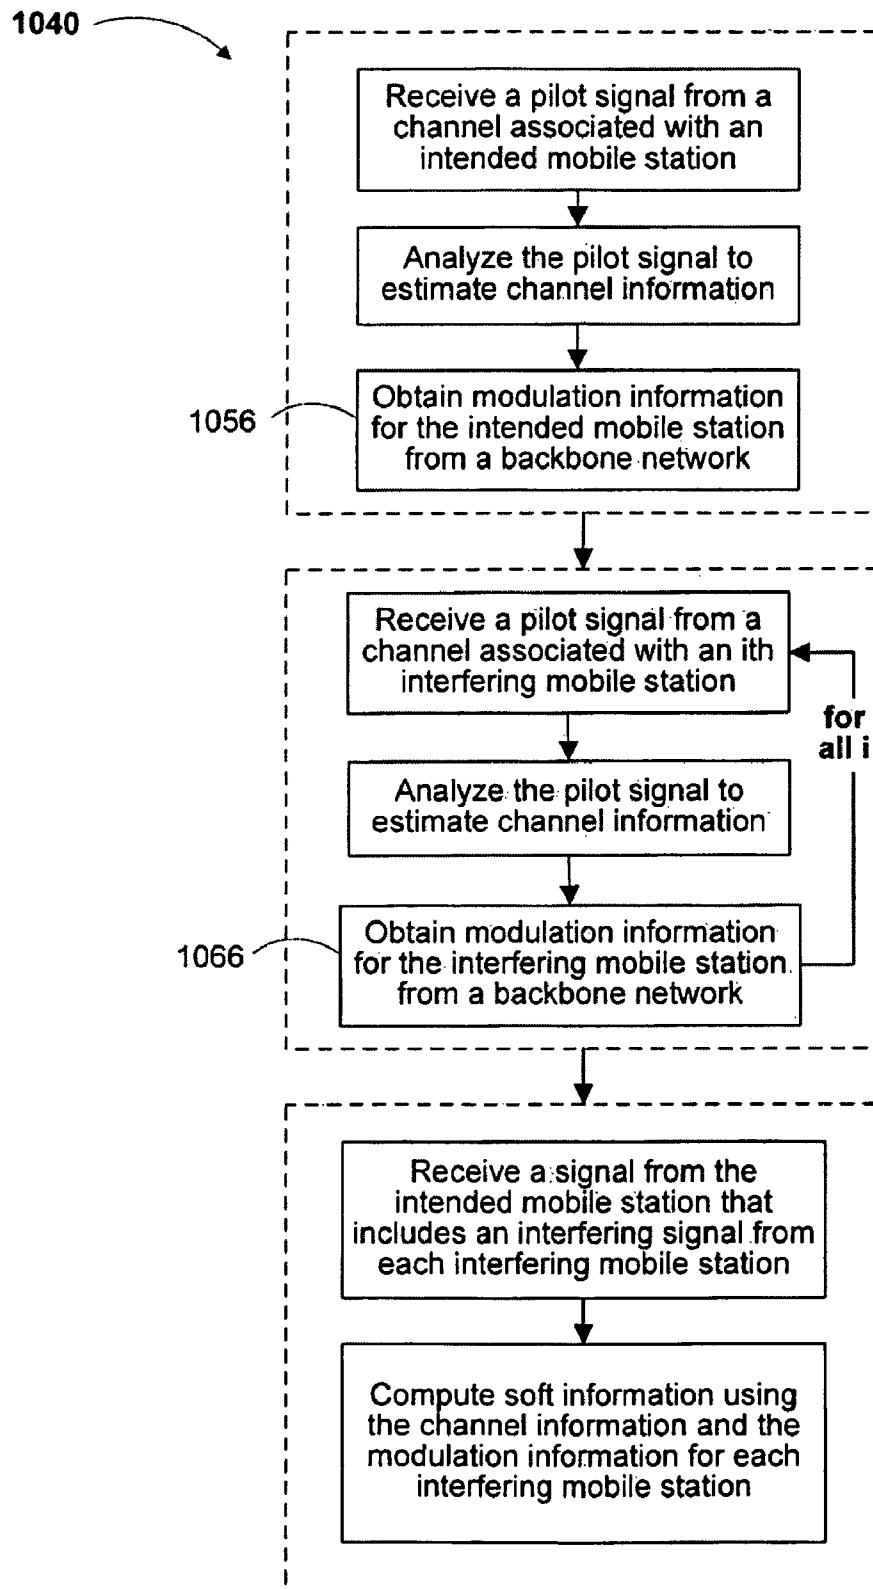 1040
Receive a pilot signal from a
channel associated with an
intended mobile station
Analyze the pilot signal to
estimate channel information
1056
Obtain modulation information
for the intended mobile station
from a backbone network
Receive a pilot signal from a
channel associated with an ith
interfering mobile station
for
all i
Analyze the pilot signal to
estimate channel information
1066
Obtain modulation information
for the interfering mobile station
from a backbone network
Receive a signal from the
intended mobile station that
includes an interfering signal from
each interfering mobile station
Compute soft information using
the channel information and the
modulation information for each
interfering mobile station